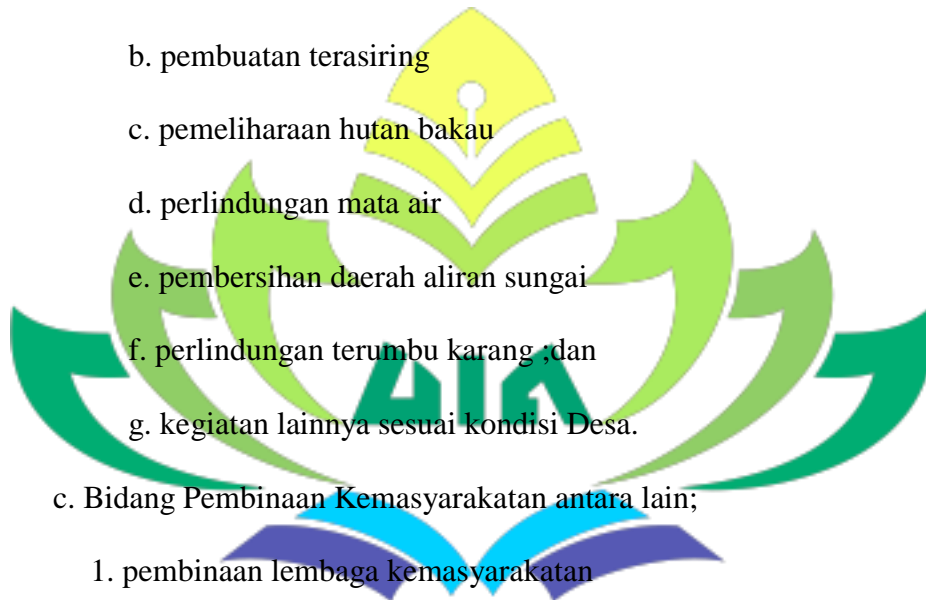 b. pembuatan terasiring
c. pemeliharaan hutan bakau
d. perlindungan mata air
e. pembersihan daerah aliran sungai
f. perlindungan terumbu karang ;dan
g. kegiatan lainnya sesuai kondisi Desa.
c. Bidang Pembinaan Kemasyarakatan antara lain;
1. pembinaan lembaga kemasyarakatan